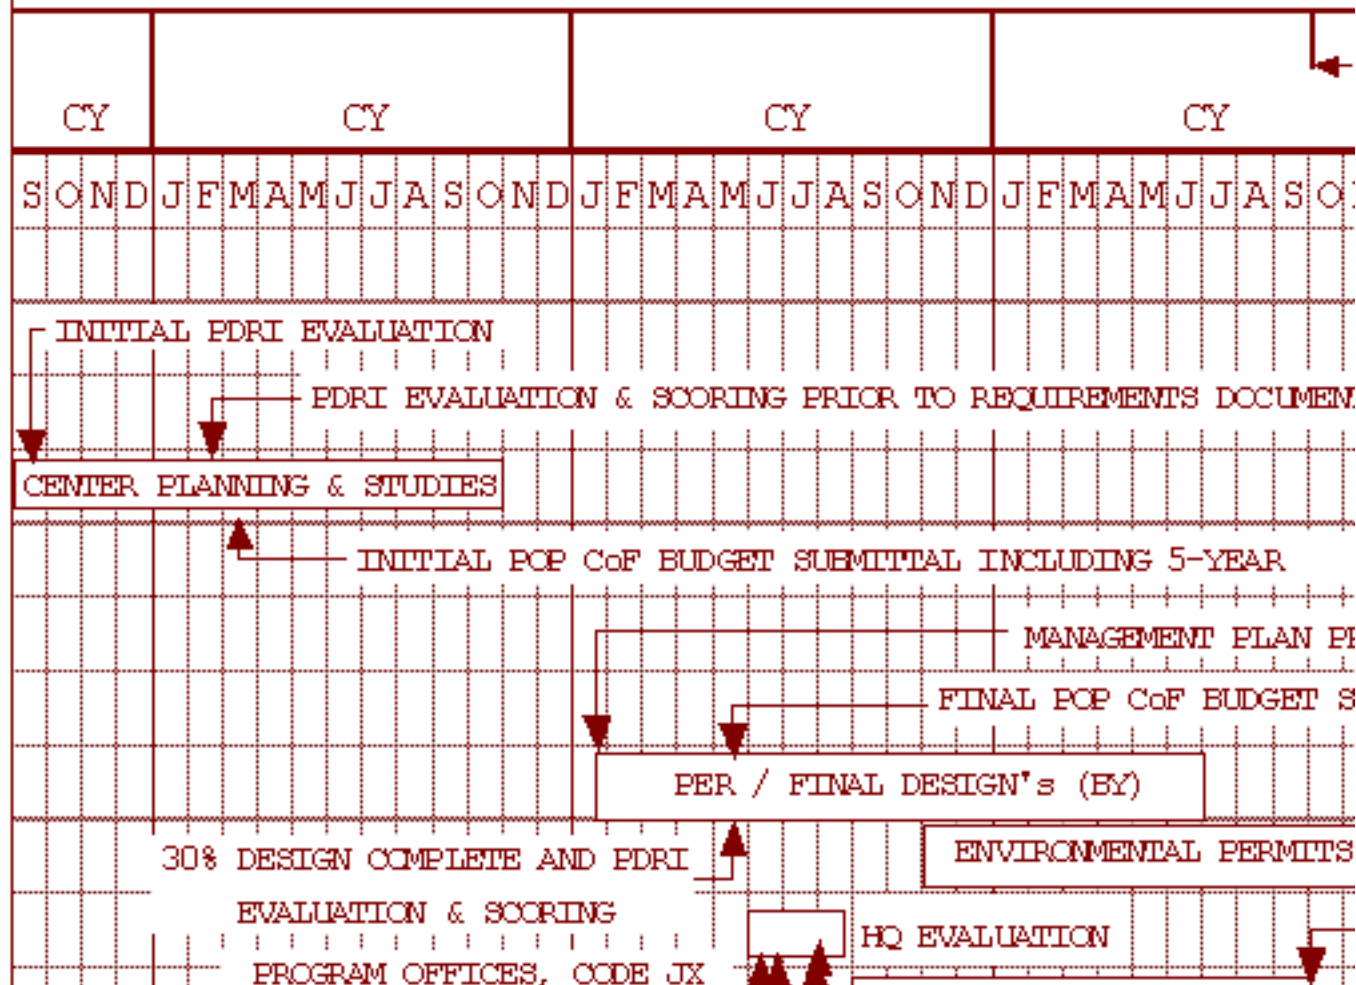 CY CY CY CY
S O N D J F M A M J J A S O N D J F M A M J J A S O N D J F M A M J J A S O
INITIAL PDRI EVALUATION
PDRI EVALUATION & SCORING PRIOR TO REQUIREMENTS DOCUMENT
CENTER PLANNING & STUDIES
INITIAL POP CoF BUDGET SUBMITTAL INCLUDING 5-YEAR
MANAGEMENT PLAN
FINAL POP CoF BUDGET S
PER / FINAL DESIGN's (BY)
30% DESIGN COMPLETE AND PDRI
ENVIRONMENTAL PERMITS
EVALUATION & SCORING
HQ EVALUATION
PROGRAM OFFICES, CODE JX